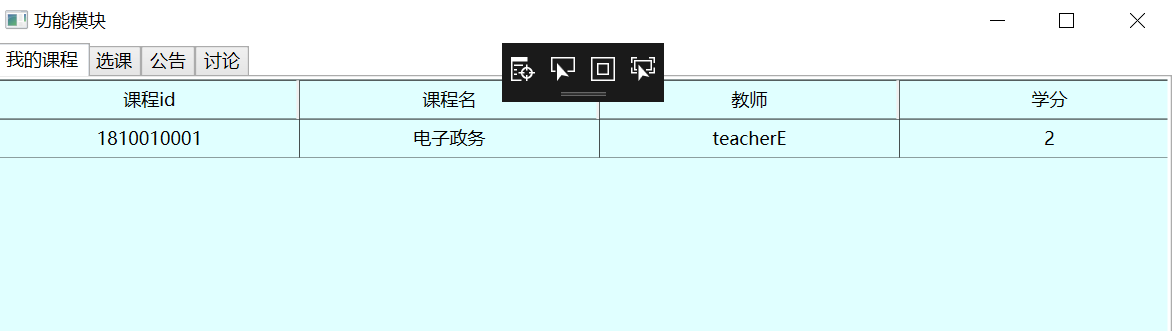 功能模块
我的课程 选课 公告 讨论
课程id 课程名 教师 学分
1810010001 电子政务 teacherE 2